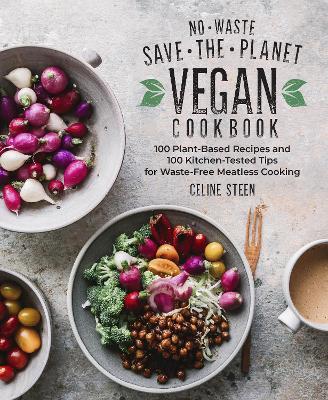 NO•WASTE
SAVE•THE•PLANET
VEGAN
COOKBOOK
100 Plant-Based Recipes and
100 Kitchen-Tested Tips
for Waste-Free Meatless Cooking
CELINE STEEN